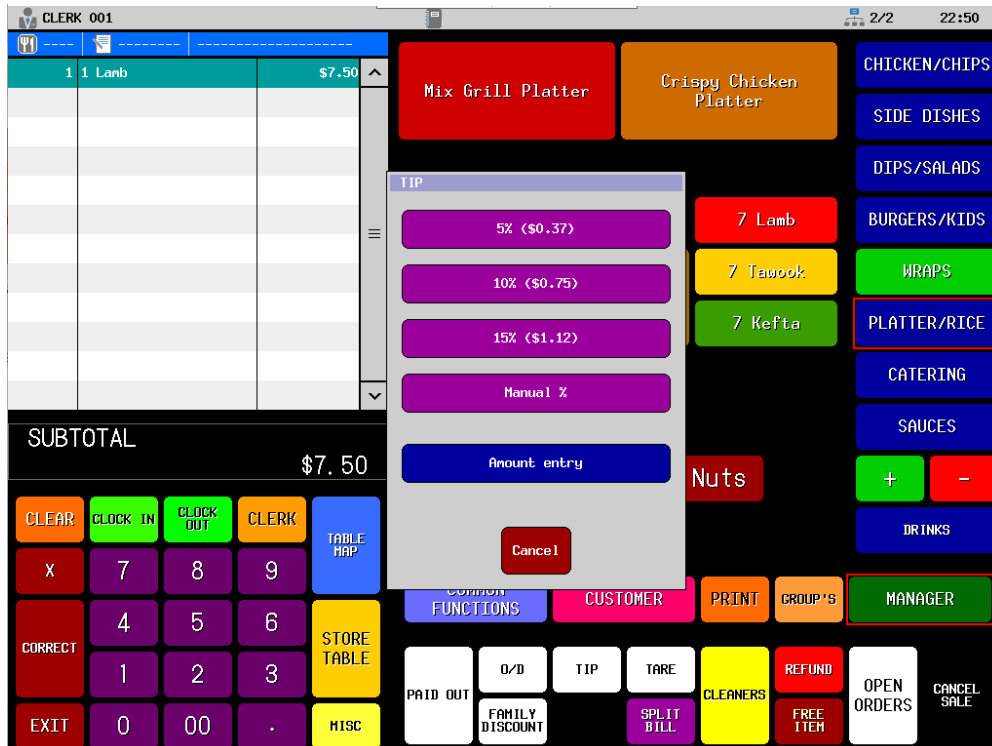 CLERK 001
2/2 22:50
---- -------- --------------------
1 1 Lamb $7.50
SUBTOTAL
$7.50
CLEAR
CLOCK IN
CLOCK
OUT
CLERK
TABLE
MAP
X
7
8
9
CORRECT
4
5
6
STORE
TABLE
1
2
3
EXIT
0
00
.
MISC
Mix Grill Platter
Crispy Chicken
Platter
TIP
5% ($0.37)
10% ($0.75)
15% ($1.12)
Manual %
Amount entry
Cancel
7 Lamb
7 Tawook
7 Kefta
Nuts
CHICKEN/CHIPS
SIDE DISHES
DIPS/SALADS
BURGERS/KIDS
WRAPS
PLATTER/RICE
CATERING
SAUCES
+
-
DRINKS
COMMON
FUNCTIONS
CUSTOMER
PRINT
GROUP'S
MANAGER
PAID OUT
O/D
TIP
TARE
CLEANERS
REFUND
OPEN
ORDERS
CANCEL
SALE
FAMILY
DISCOUNT
SPLIT
BILL
FREE
ITEM